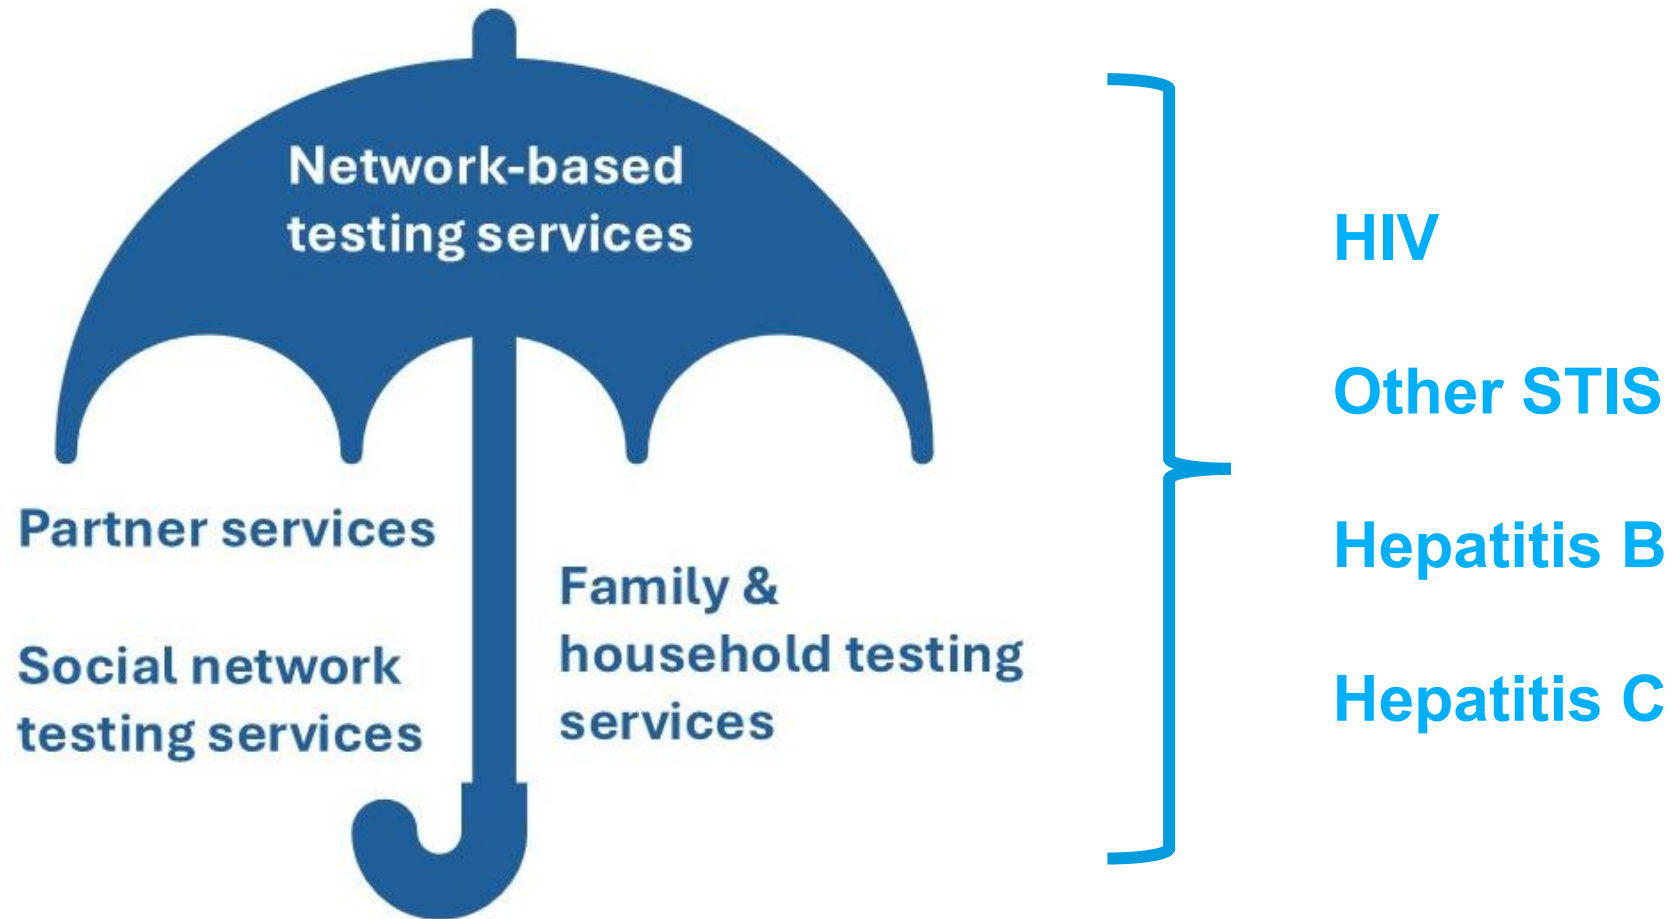 Network-based
testing services
Partner services
Social network
testing services
Family &
household testing
services
HIV
Other STIS
Hepatitis B
Hepatitis C